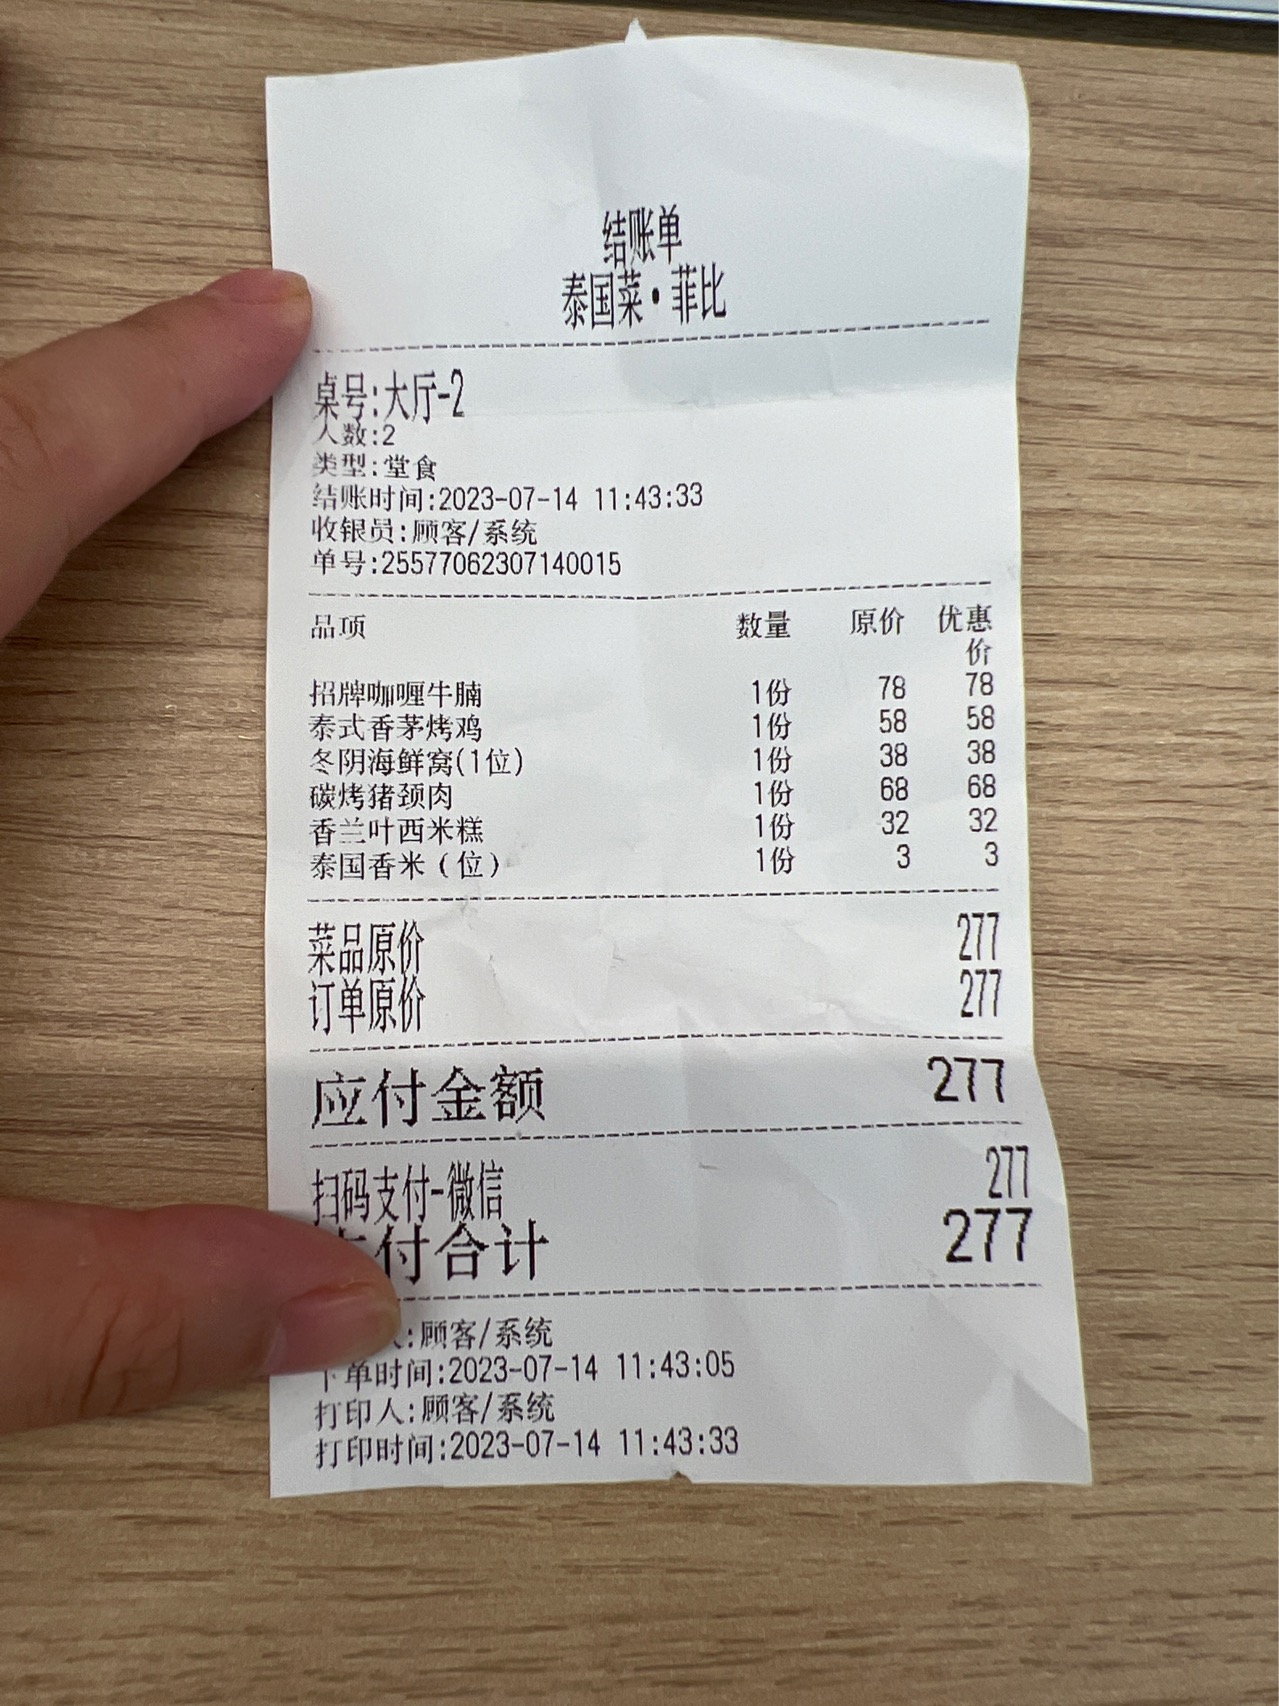 结账单
泰国菜·菲比
桌号:大厅-2
人数:2
类型:堂食
结账时间:2023-07-14 11:43:33
收银员:顾客/系统
单号:25577062307140015
品项 数量 原价 优惠价
招牌咖喱牛腩 1份 78 78
泰式香茅烤鸡 1份 58 58
冬阴海鲜窝(1位) 1份 38 38
碳烤猪颈肉 1份 68 68
香兰叶西米糕 1份 32 32
泰国香米(位) 1份 3 3
菜品原价 277
订单原价 277
应付金额 277
扫码支付-微信 277
付合计 277
人:顾客/系统
下单时间:2023-07-14 11:43:05
打印人:顾客/系统
打印时间:2023-07-14 11:43:33